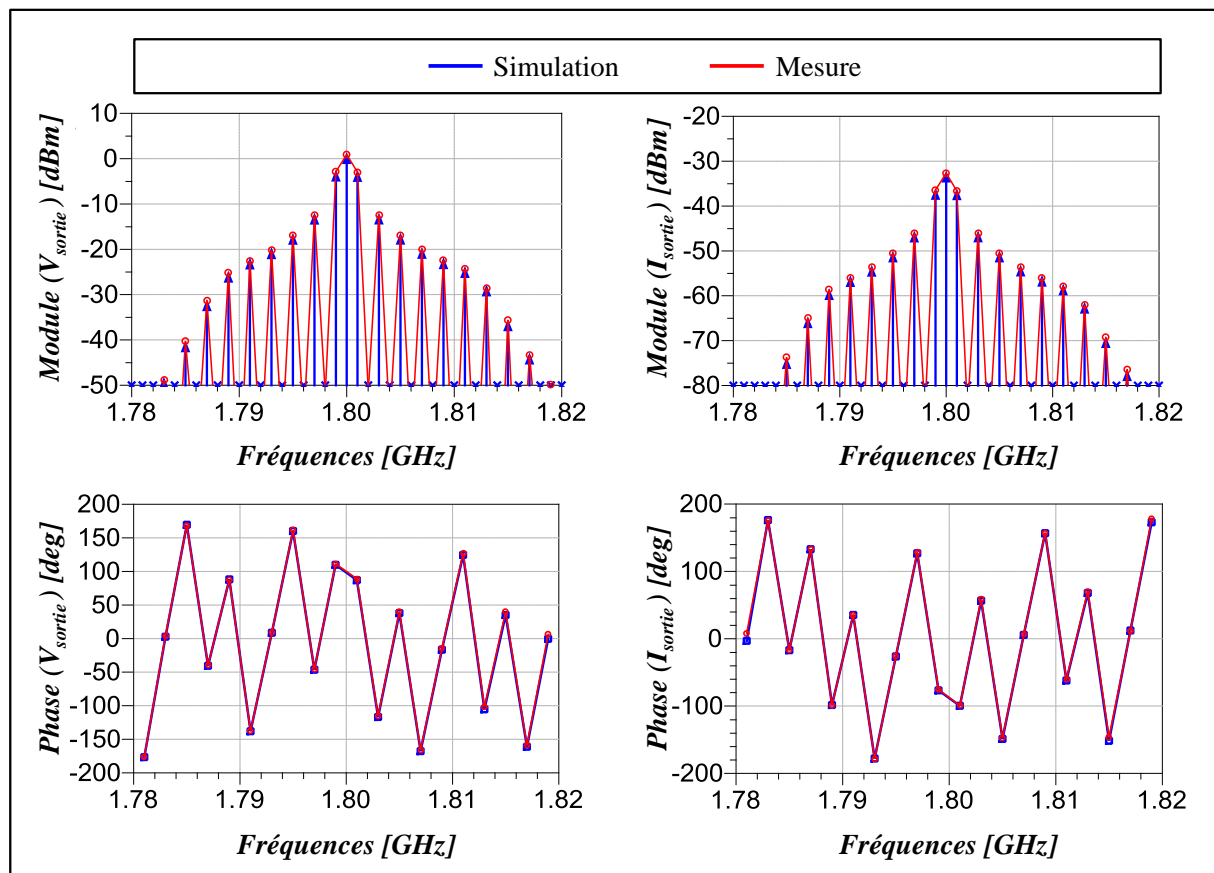 Simulation Mesure
Module (V_sortie) [dBm]
10
0
-10
-20
-30
-40
-50
1.78 1.79 1.80 1.81 1.82
Fréquences [GHz]
Module (I_sortie) [dBm]
-20
-30
-40
-50
-60
-70
-80
1.78 1.79 1.80 1.81 1.82
Fréquences [GHz]
Phase (V_sortie) [deg]
200
150
100
50
0
-50
-100
-150
-200
1.78 1.79 1.80 1.81 1.82
Fréquences [GHz]
Phase (I_sortie) [deg]
200
100
0
-100
-200
1.78 1.79 1.80 1.81 1.82
Fréquences [GHz]